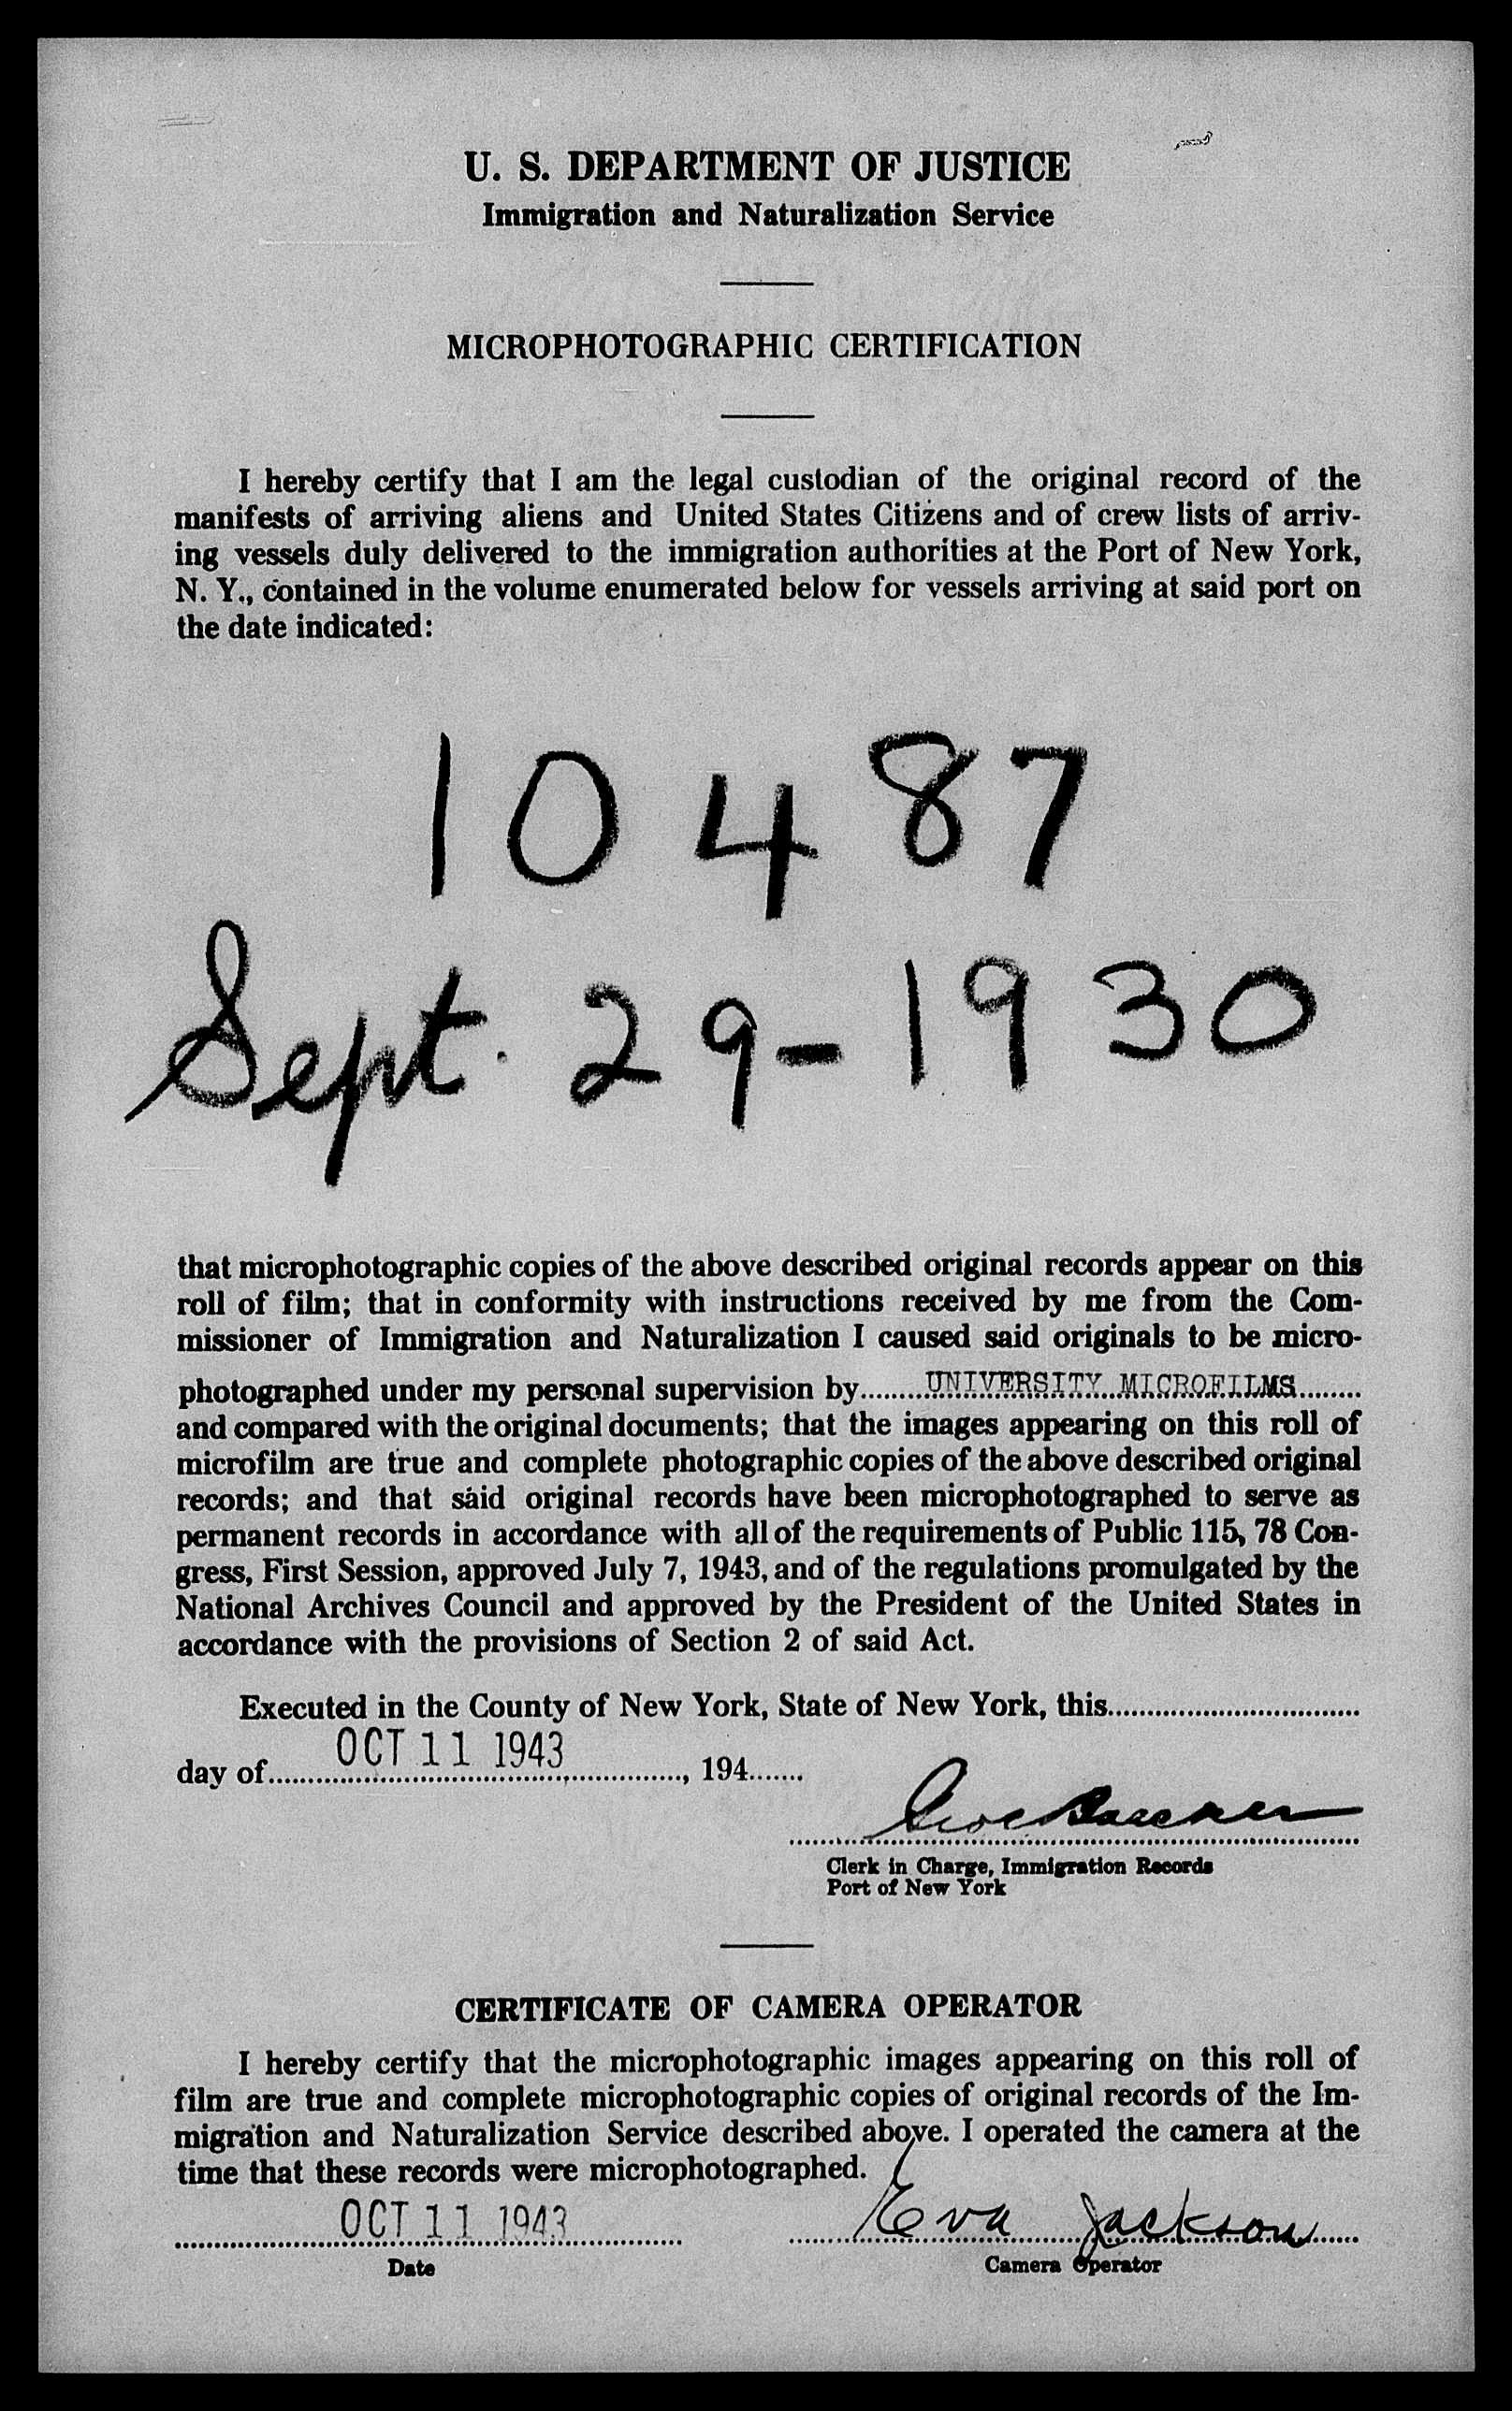 U. S. DEPARTMENT OF JUSTICE
Immigration and Naturalization Service
MICROPHOTOGRAPHIC CERTIFICATION
I hereby certify that I am the legal custodian of the original record of the
manifests of arriving aliens and United States Citizens and of crew lists of arriv-
ing vessels duly delivered to the immigration authorities at the Port of New York,
N. Y., contained in the volume enumerated below for vessels arriving at said port on
the date indicated:
10487
Sept. 29-1930
that microphotographic copies of the above described original records appear on this
roll of film; that in conformity with instructions received by me from the Com-
missioner of Immigration and Naturalization I caused said originals to be micro-
photographed under my personal supervision by........UNIVERSITY MICROFILMS........
and compared with the original documents; that the images appearing on this roll of
microfilm are true and complete photographic copies of the above described original
records; and that said original records have been microphotographed to serve as
permanent records in accordance with all of the requirements of Public 115, 78 Con-
gress, First Session, approved July 7, 1943, and of the regulations promulgated by the
National Archives Council and approved by the President of the United States in
accordance with the provisions of Section 2 of said Act.
Executed in the County of New York, State of New York, this................................
day of........OCT 11 1943................, 194.......
Clerk in Charge, Immigration Records
Port of New York
CERTIFICATE OF CAMERA OPERATOR
I hereby certify that the microphotographic images appearing on this roll of
film are true and complete microphotographic copies of original records of the Im-
migration and Naturalization Service described above. I operated the camera at the
time that these records were microphotographed.
OCT 11 1943 Eva Jackson
Date Camera Operator